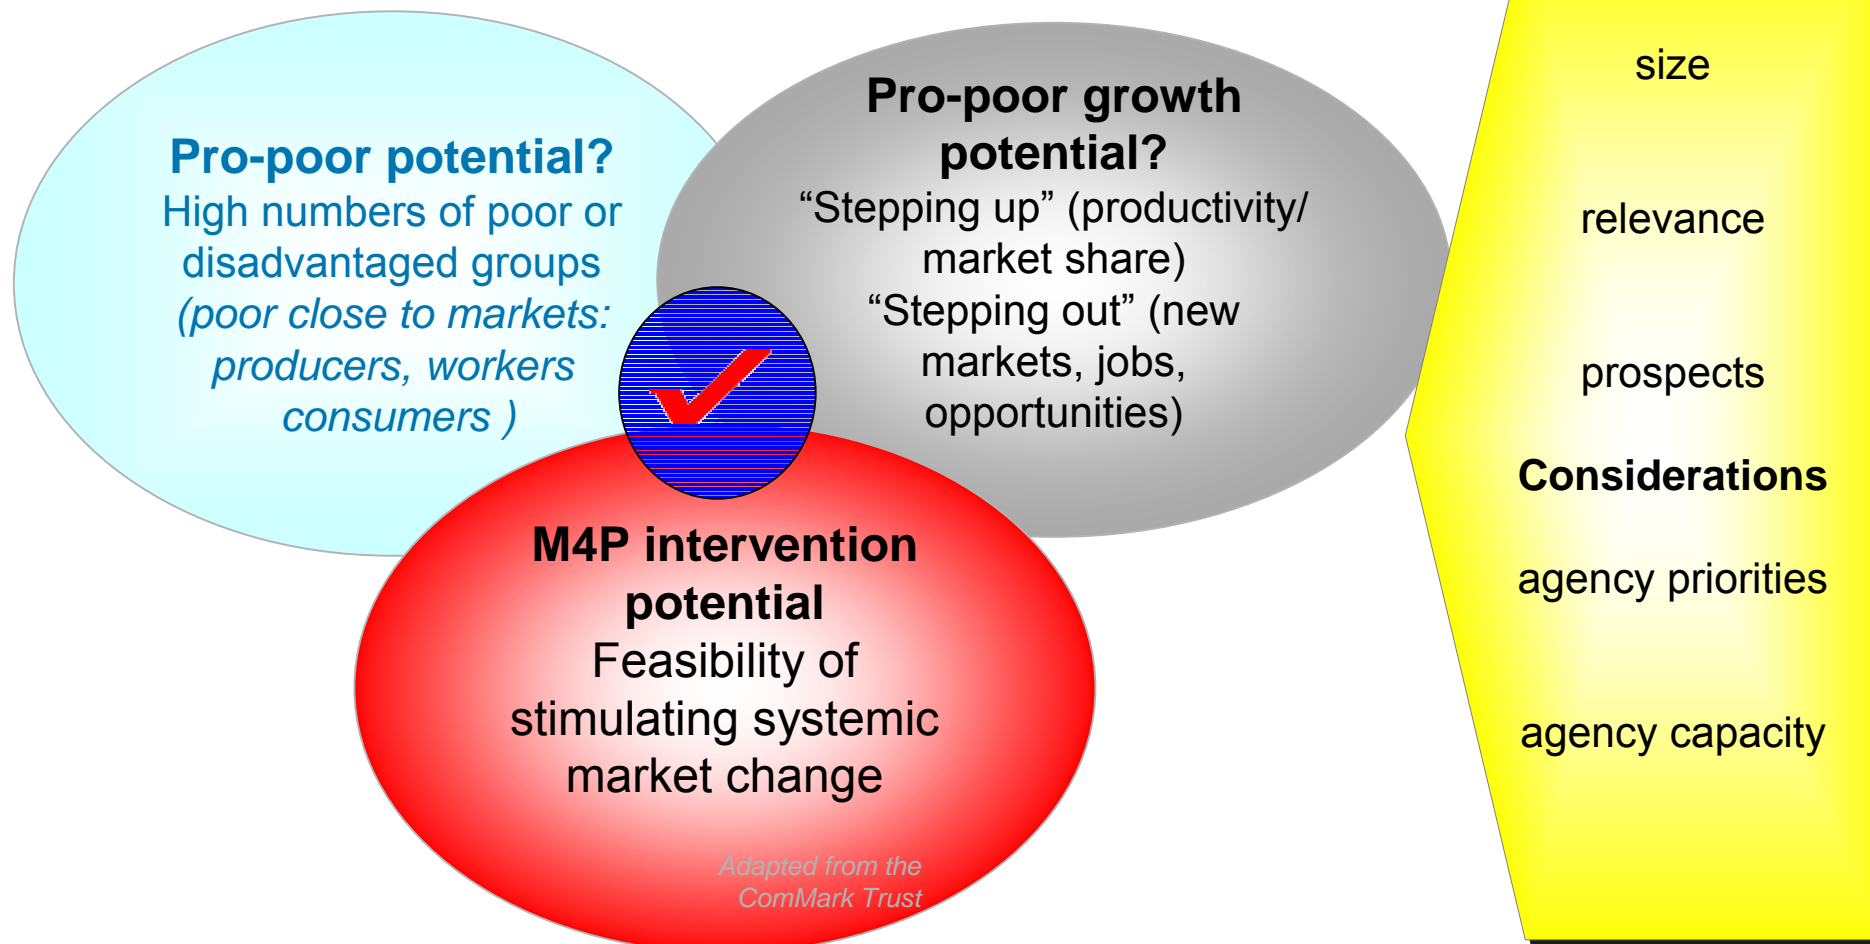 Pro-poor potential?
High numbers of poor or
disadvantaged groups
(poor close to markets:
producers, workers
consumers )
Pro-poor growth
potential?
“Stepping up” (productivity/
market share)
“Stepping out” (new
markets, jobs,
opportunities)
M4P intervention
potential
Feasibility of
stimulating systemic
market change
Adapted from the
ComMark Trust
size
relevance
prospects
Considerations
agency priorities
agency capacity